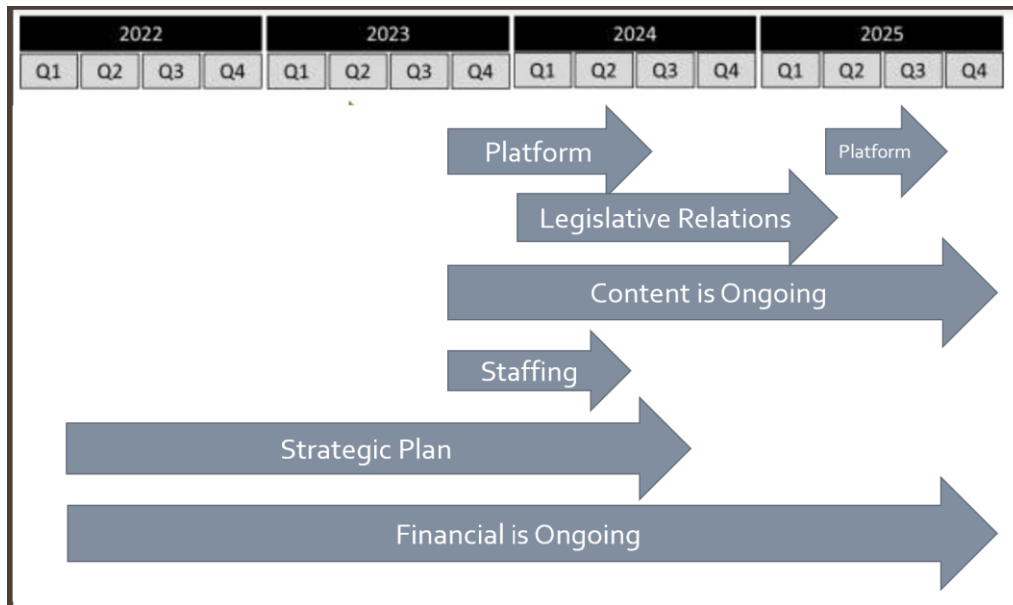 2022 2023 2024 2025
Q1 Q2 Q3 Q4 Q1 Q2 Q3 Q4 Q1 Q2 Q3 Q4 Q1 Q2 Q3 Q4
Platform Platform
Legislative Relations
Content is Ongoing
Staffing
Strategic Plan
Financial is Ongoing